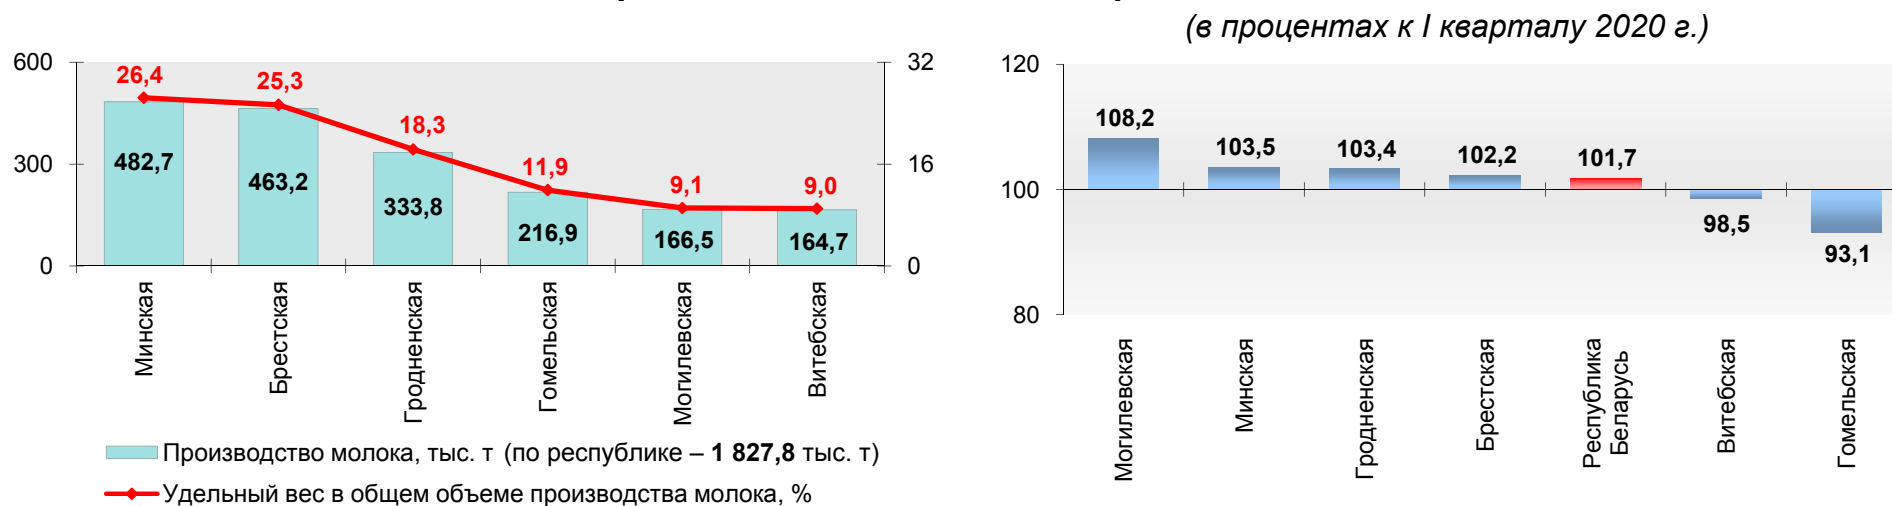 (в процентах к I кварталу 2020 г.)
600
300
0
32
16
0
26,4
25,3
18,3
11,9
9,1
9,0
482,7
463,2
333,8
216,9
166,5
164,7
Минская
Брестская
Гродненская
Гомельская
Могилевская
Витебская
Производство молока, тыс. т (по республике – 1 827,8 тыс. т)
Удельный вес в общем объеме производства молока, %
120
100
80
108,2
103,5
103,4
102,2
101,7
98,5
93,1
Могилевская
Минская
Гродненская
Брестская
Республика
Беларусь
Витебская
Гомельская